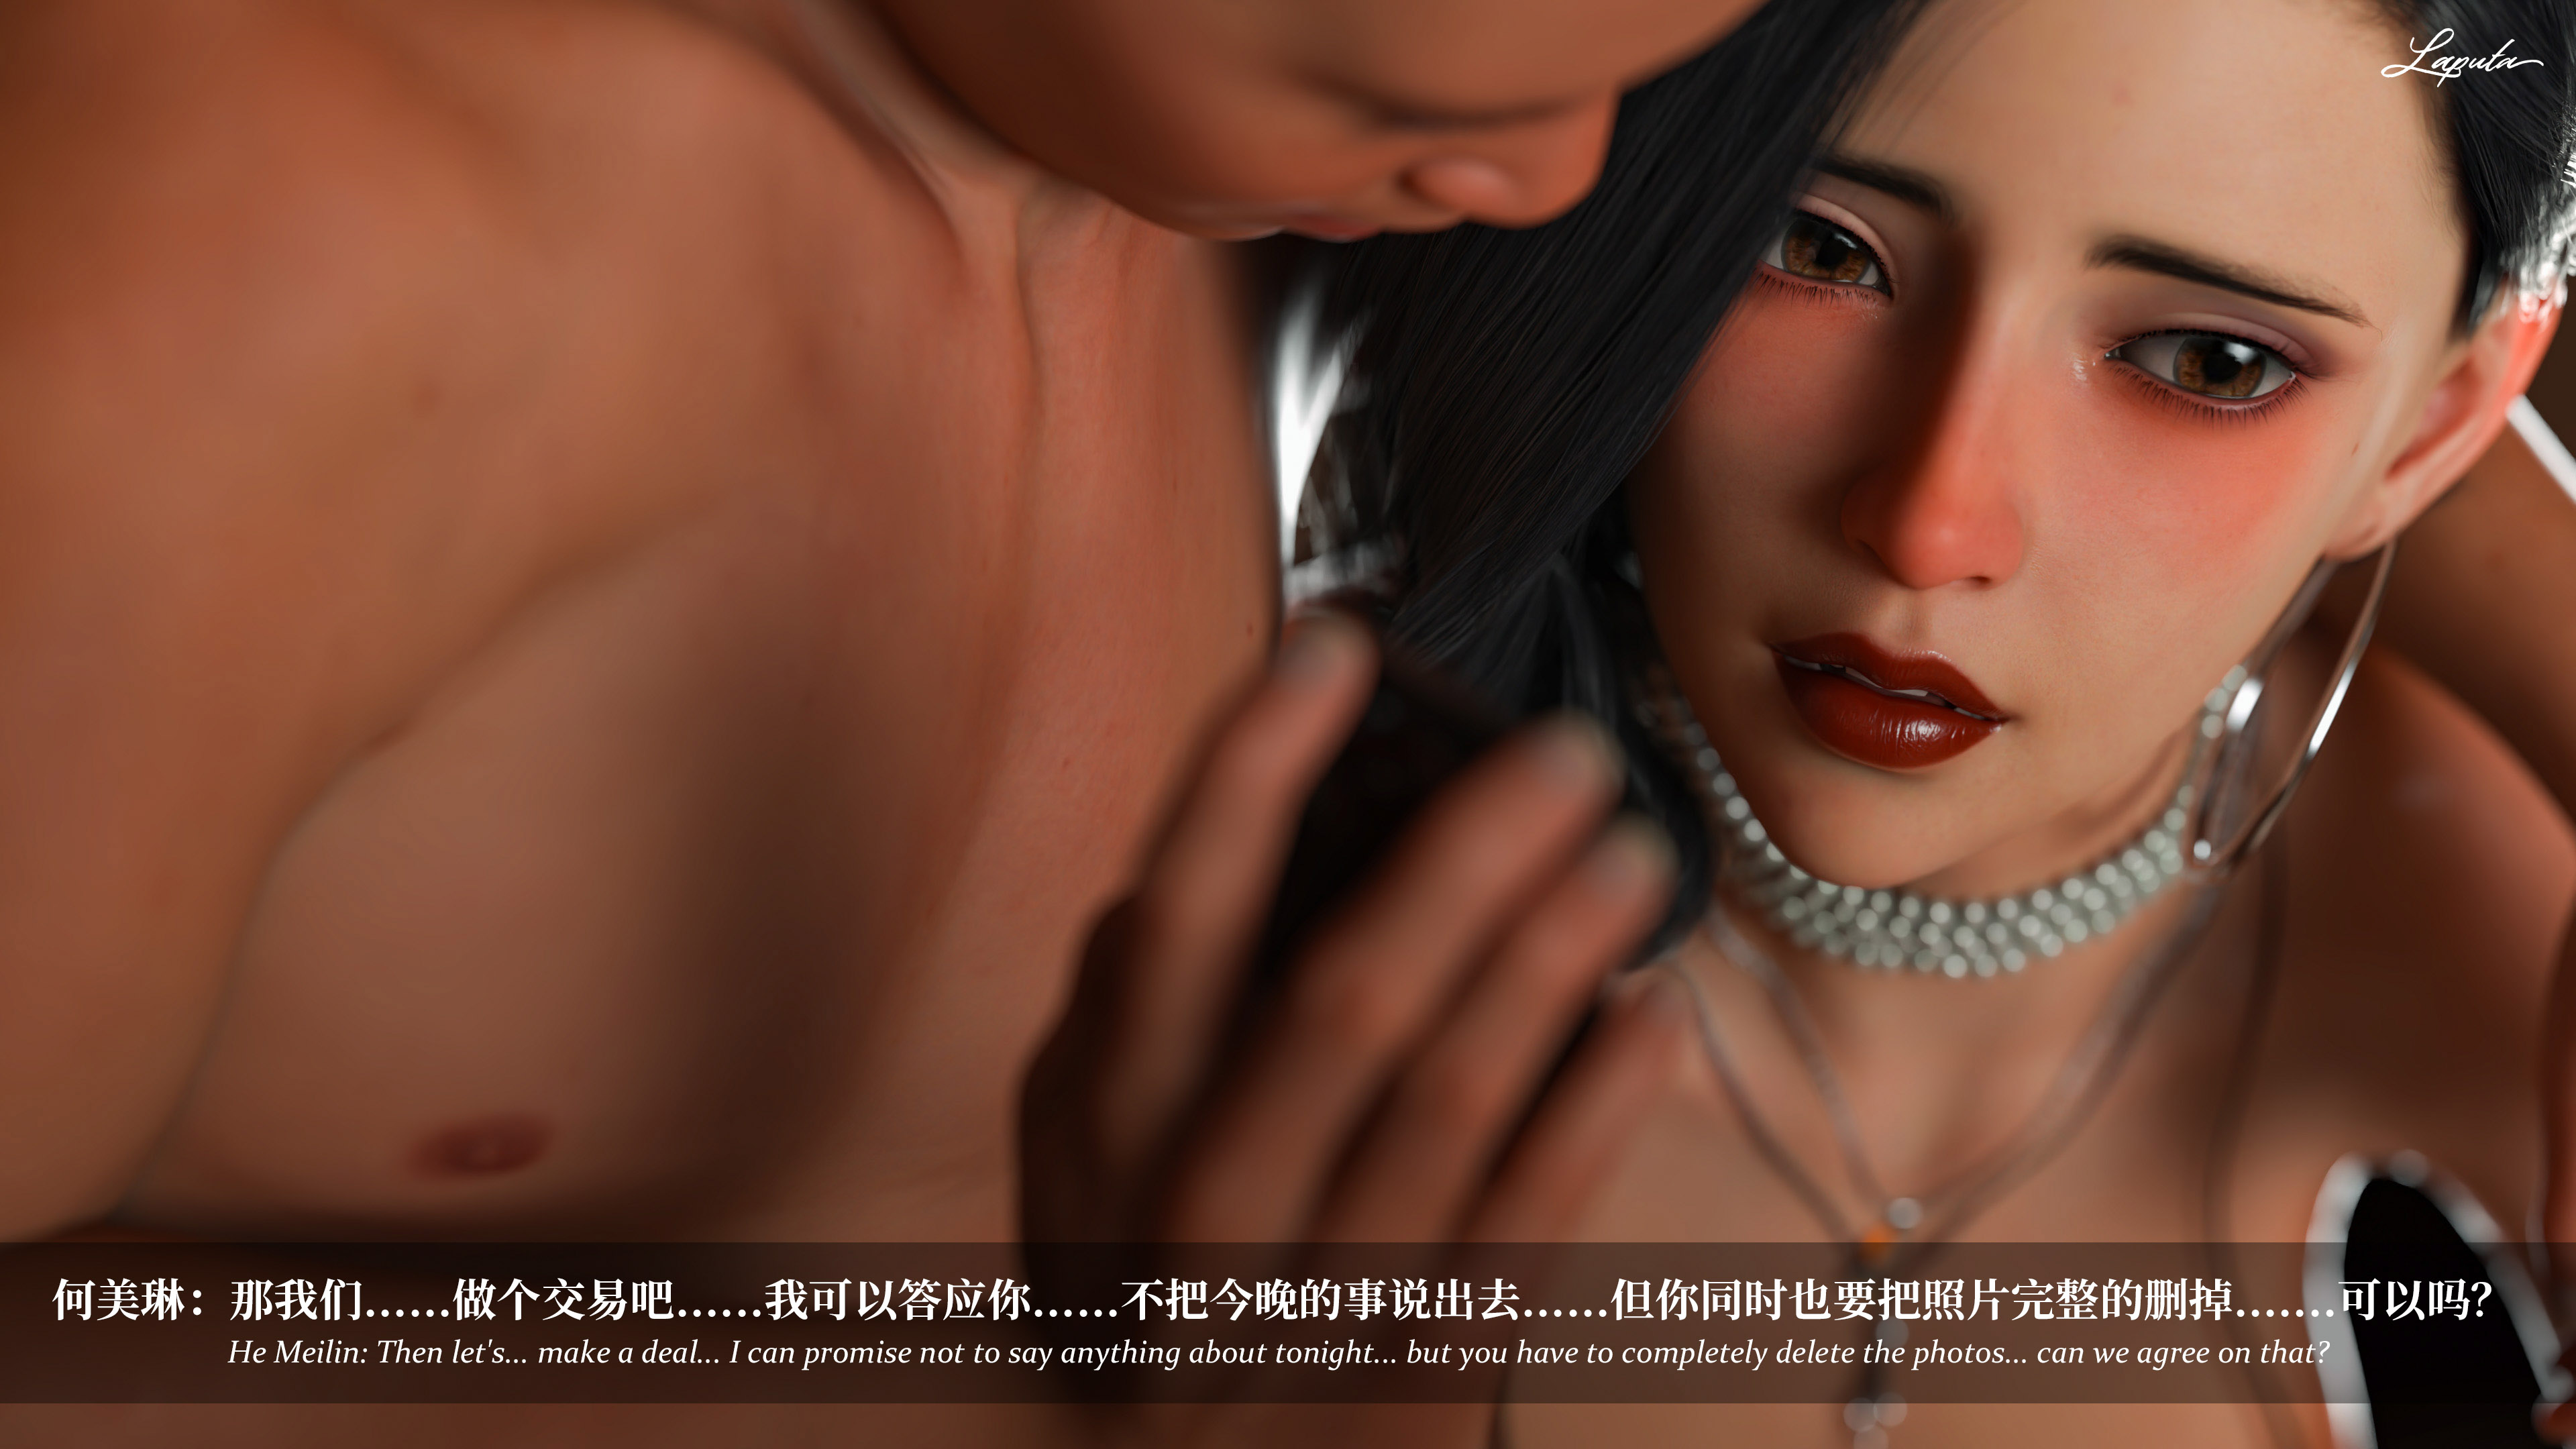 Laputa
何美琳：那我们……做个交易吧……我可以答应你……不把今晚的事说出去……但你同时也要把照片完整的删掉…….可以吗？
He Meilin: Then let's... make a deal... I can promise not to say anything about tonight... but you have to completely delete the photos... can we agree on that?